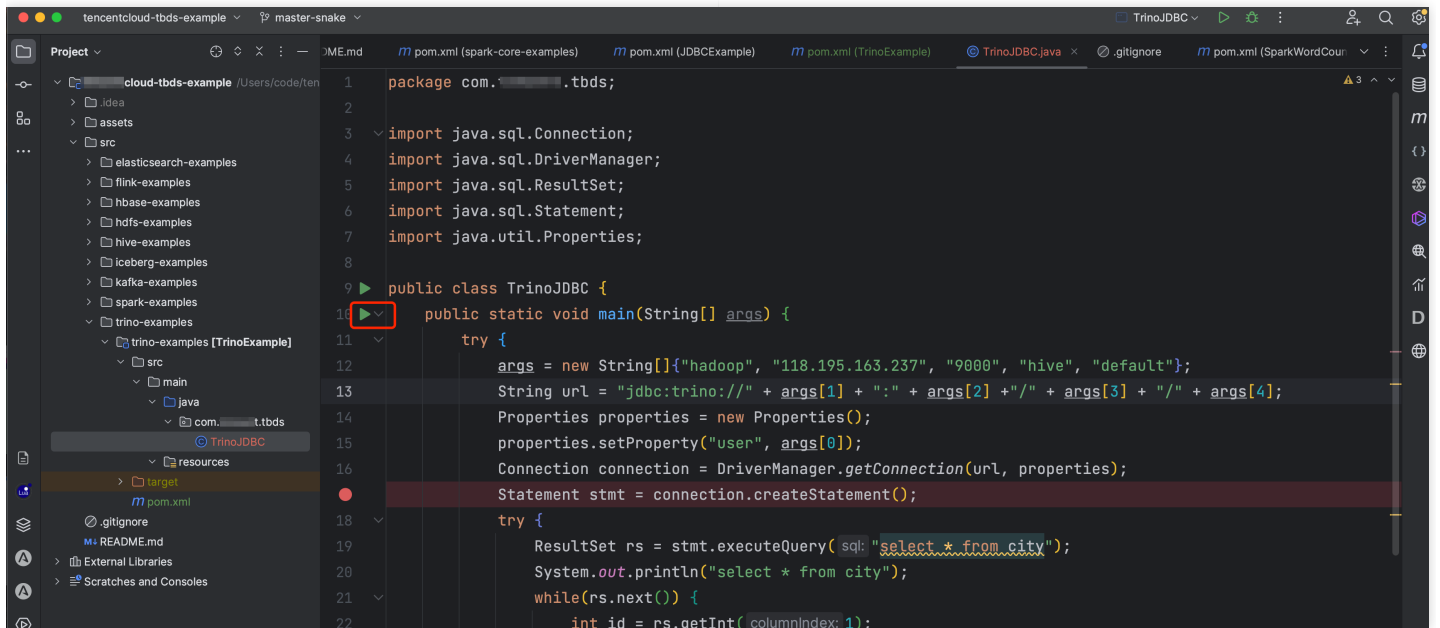 tencentcloud-tbds-example
master-snake
TrinoJDBC
Project
OME.md
m pom.xml (spark-core-examples)
m pom.xml (JDBCExample)
m pom.xml (TrinoExample)
TrinoJDBC.java
.gitignore
m pom.xml (SparkWordCoun
cloud-tbds-example /Users/code/ten
.idea
assets
src
elasticsearch-examples
flink-examples
hbase-examples
hdfs-examples
hive-examples
iceberg-examples
kafka-examples
spark-examples
trino-examples
trino-examples [TrinoExample]
src
main
java
com. t.tbds
TrinoJDBC
resources
target
m pom.xml
.gitignore
M↓ README.md
External Libraries
Scratches and Consoles
1 package com. .tbds;
2
3 import java.sql.Connection;
4 import java.sql.DriverManager;
5 import java.sql.ResultSet;
6 import java.sql.Statement;
7 import java.util.Properties;
8
9 public class TrinoJDBC {
10 public static void main(String[] args) {
11 try {
12 args = new String[]{"hadoop", "118.195.163.237", "9000", "hive", "default"};
13 String url = "jdbc:trino://" + args[1] + ":" + args[2] +"/" + args[3] + "/" + args[4];
14 Properties properties = new Properties();
15 properties.setProperty("user", args[0]);
16 Connection connection = DriverManager.getConnection(url, properties);
Statement stmt = connection.createStatement();
18 try {
19 ResultSet rs = stmt.executeQuery( sql: "select * from city");
20 System.out.println("select * from city");
21 while(rs.next()) {
22 int id = rs.getInt( columnIndex: 1);
3
m
D
Lua
A
A